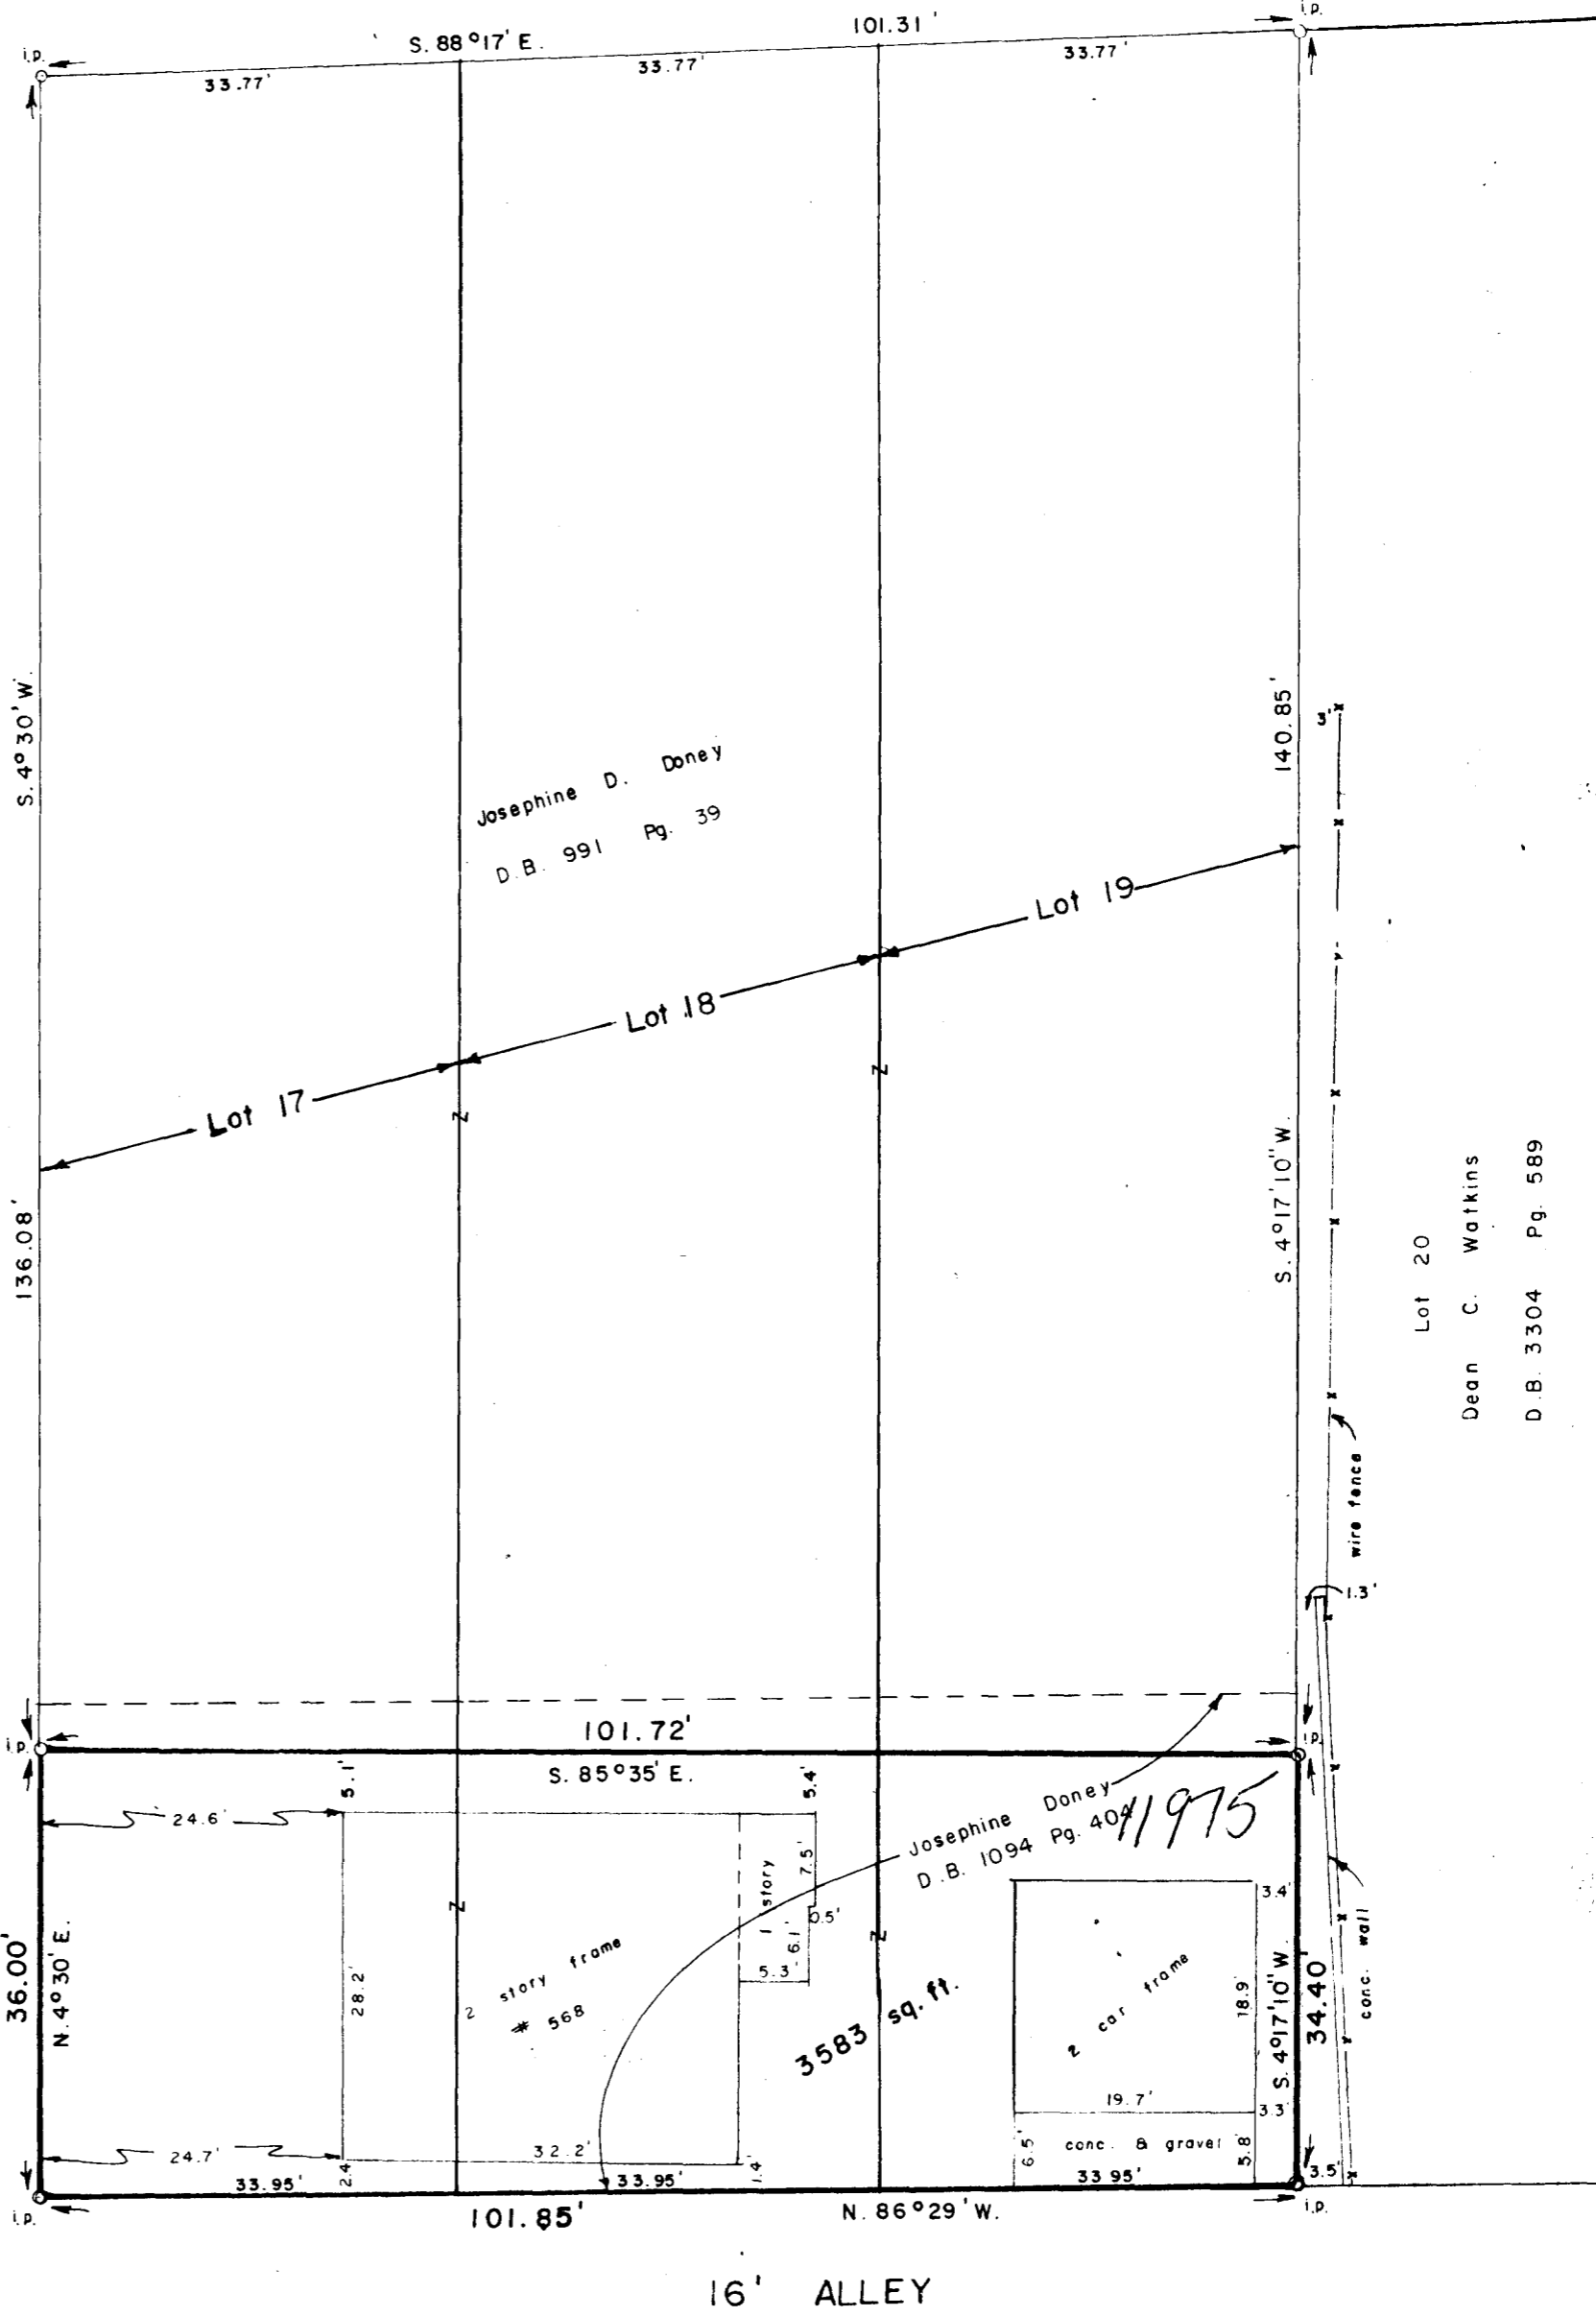 i.p.
S. 88°17' E.
101.31'
i.p.
33.77'
33.77'
33.77'
S. 4°30' W.
136.08'
140.85'
S. 4°17'10" W.
3'
Josephine D. Doney
D.B. 991 Pg. 39
Lot 17
Lot 18
Lot 19
Lot 20
Dean C. Watkins
D.B. 3304 Pg. 589
wire fence
1.3'
i.p.
101.72'
i.p.
S. 85°35' E.
5.1'
5.4'
24.6'
Josephine Doney
D.B. 1094 Pg. 404
11975
1 story
7.5'
0.5'
6.1'
5.3'
36.00'
N. 4°30' E.
28.2'
2 story frame
# 568
3583 sq. ft.
2 car frame
3.4'
18.9'
S. 4°17'10" W.
34.40'
conc. wall
19.7'
3.3'
24.7'
32.2'
6.5'
conc. & gravel
5.8'
33.95'
2.4'
33.95'
1.4'
33.95'
3.5'
i.p.
101.85'
N. 86°29' W.
i.p.
16' ALLEY